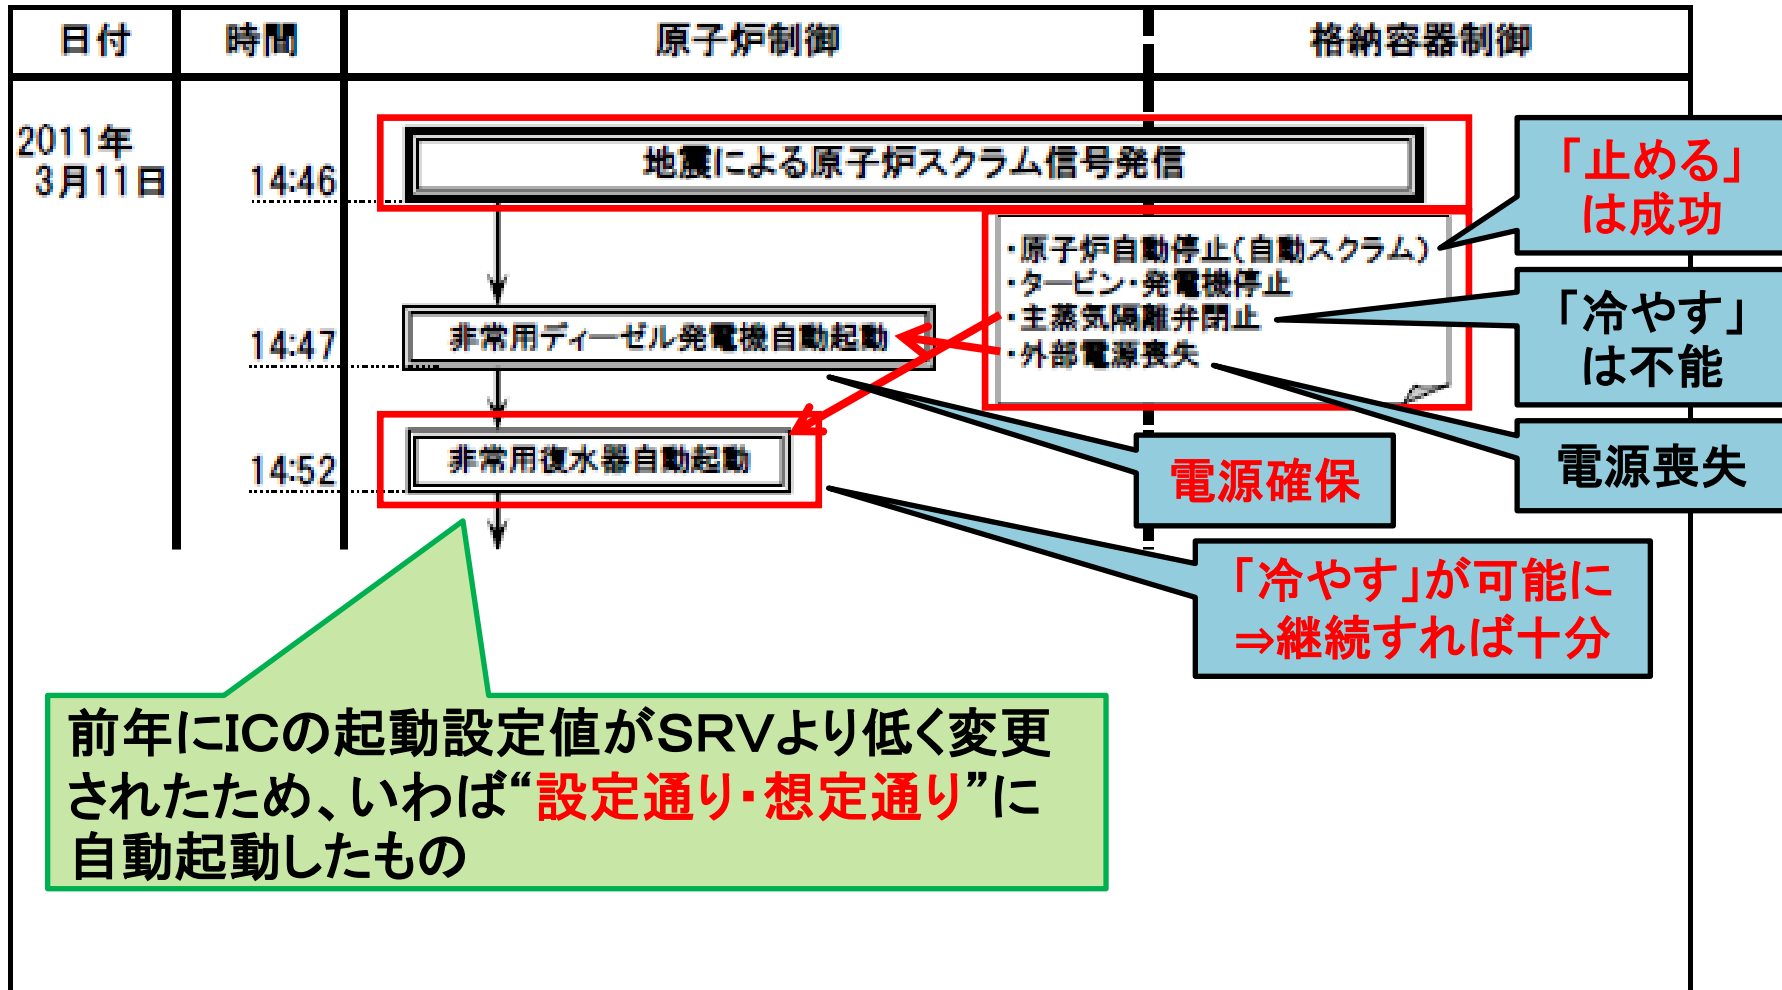 日付
時間
原子炉制御
格納容器制御
2011年
3月11日
14:46
地震による原子炉スクラム信号発信
「止める」
は成功
・原子炉自動停止(自動スクラム)
・タービン・発電機停止
・主蒸気隔離弁閉止
・外部電源喪失
「冷やす」
は不能
14:47
非常用ディーゼル発電機自動起動
電源喪失
電源確保
14:52
非常用復水器自動起動
「冷やす」が可能に
⇒継続すれば十分
前年にICの起動設定値がSRVより低く変更
されたため、いわば“設定通り・想定通り”に
自動起動したもの